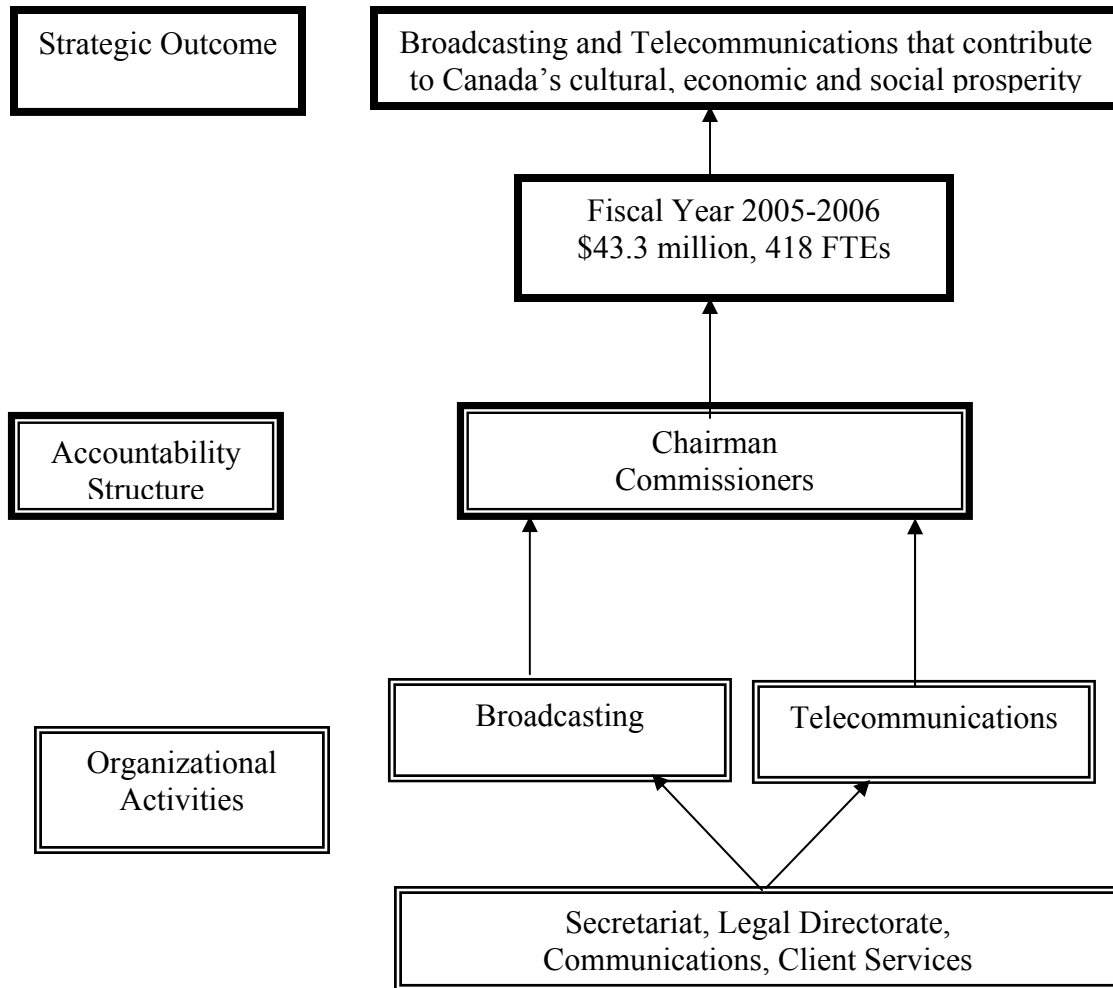 Strategic Outcome
Broadcasting and Telecommunications that contribute
to Canada’s cultural, economic and social prosperity
Fiscal Year 2005-2006
$43.3 million, 418 FTEs
Accountability
Structure
Chairman
Commissioners
Organizational
Activities
Broadcasting
Telecommunications
Secretariat, Legal Directorate,
Communications, Client Services